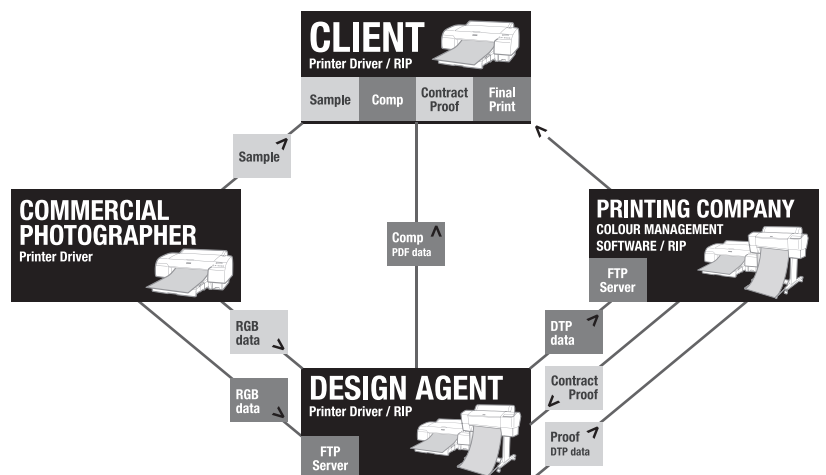 CLIENT
Printer Driver / RIP
Sample
Comp
Contract
Proof
Final
Print
Sample
COMMERCIAL
PHOTOGRAPHER
Printer Driver
Comp
PDF data
PRINTING COMPANY
COLOUR MANAGEMENT
SOFTWARE / RIP
FTP
Server
RGB
data
DTP
data
RGB
data
DESIGN AGENT
Printer Driver / RIP
FTP
Server
Contract
Proof
Proof
DTP data